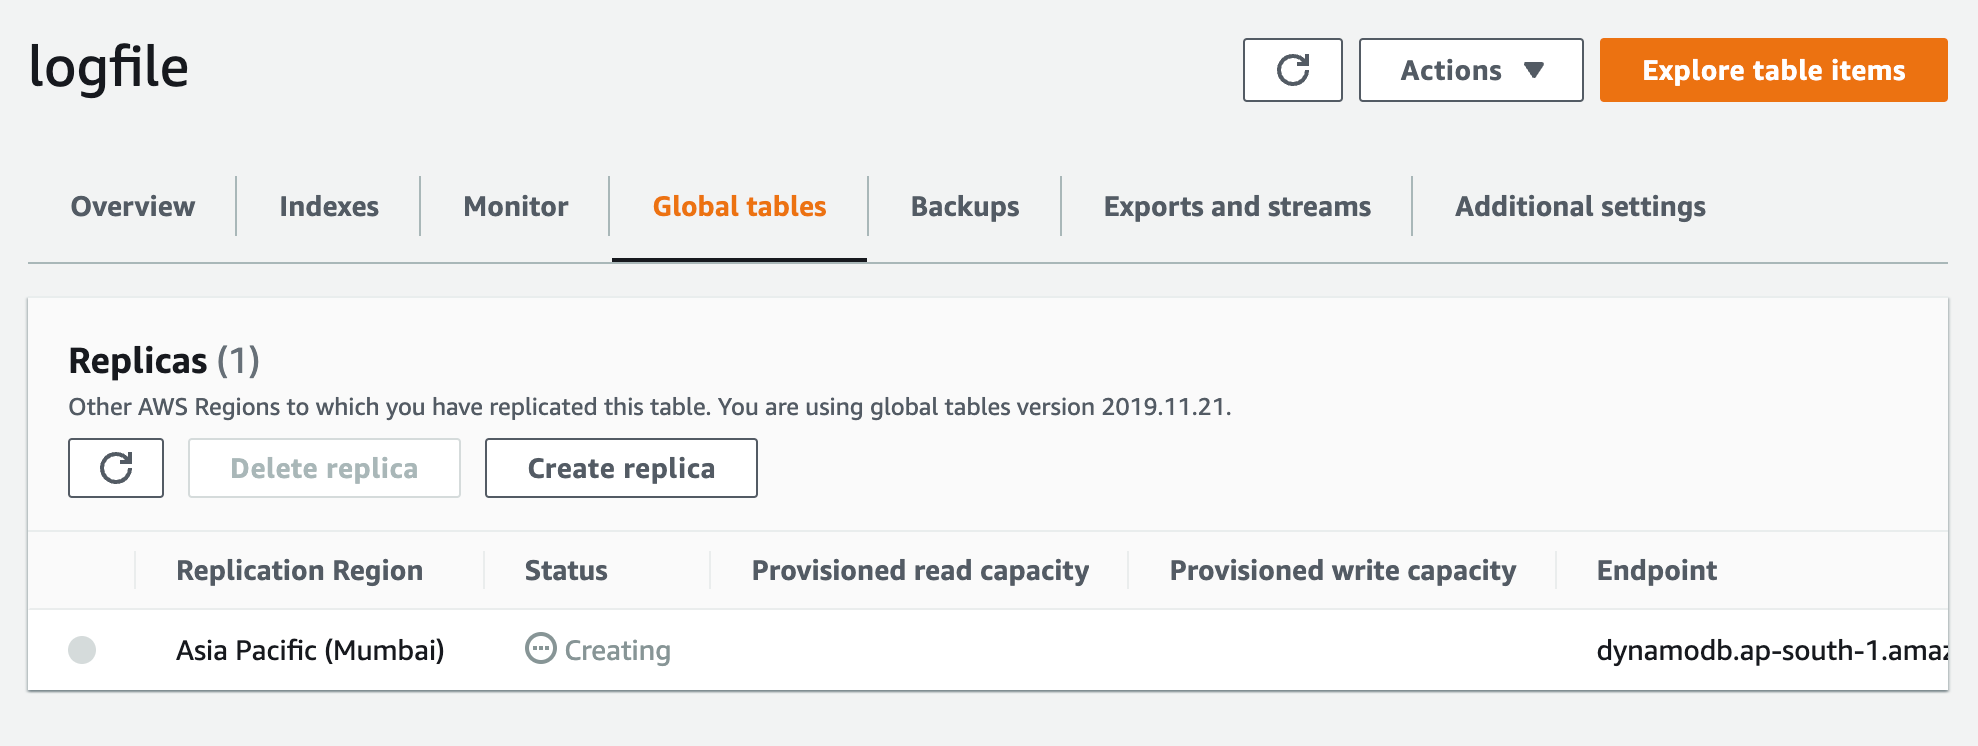 logfile
Actions
Explore table items
Overview
Indexes
Monitor
Global tables
Backups
Exports and streams
Additional settings
Replicas (1)
Other AWS Regions to which you have replicated this table. You are using global tables version 2019.11.21.
Delete replica
Create replica
Replication Region
Status
Provisioned read capacity
Provisioned write capacity
Endpoint
Asia Pacific (Mumbai)
Creating
dynamodb.ap-south-1.amaz